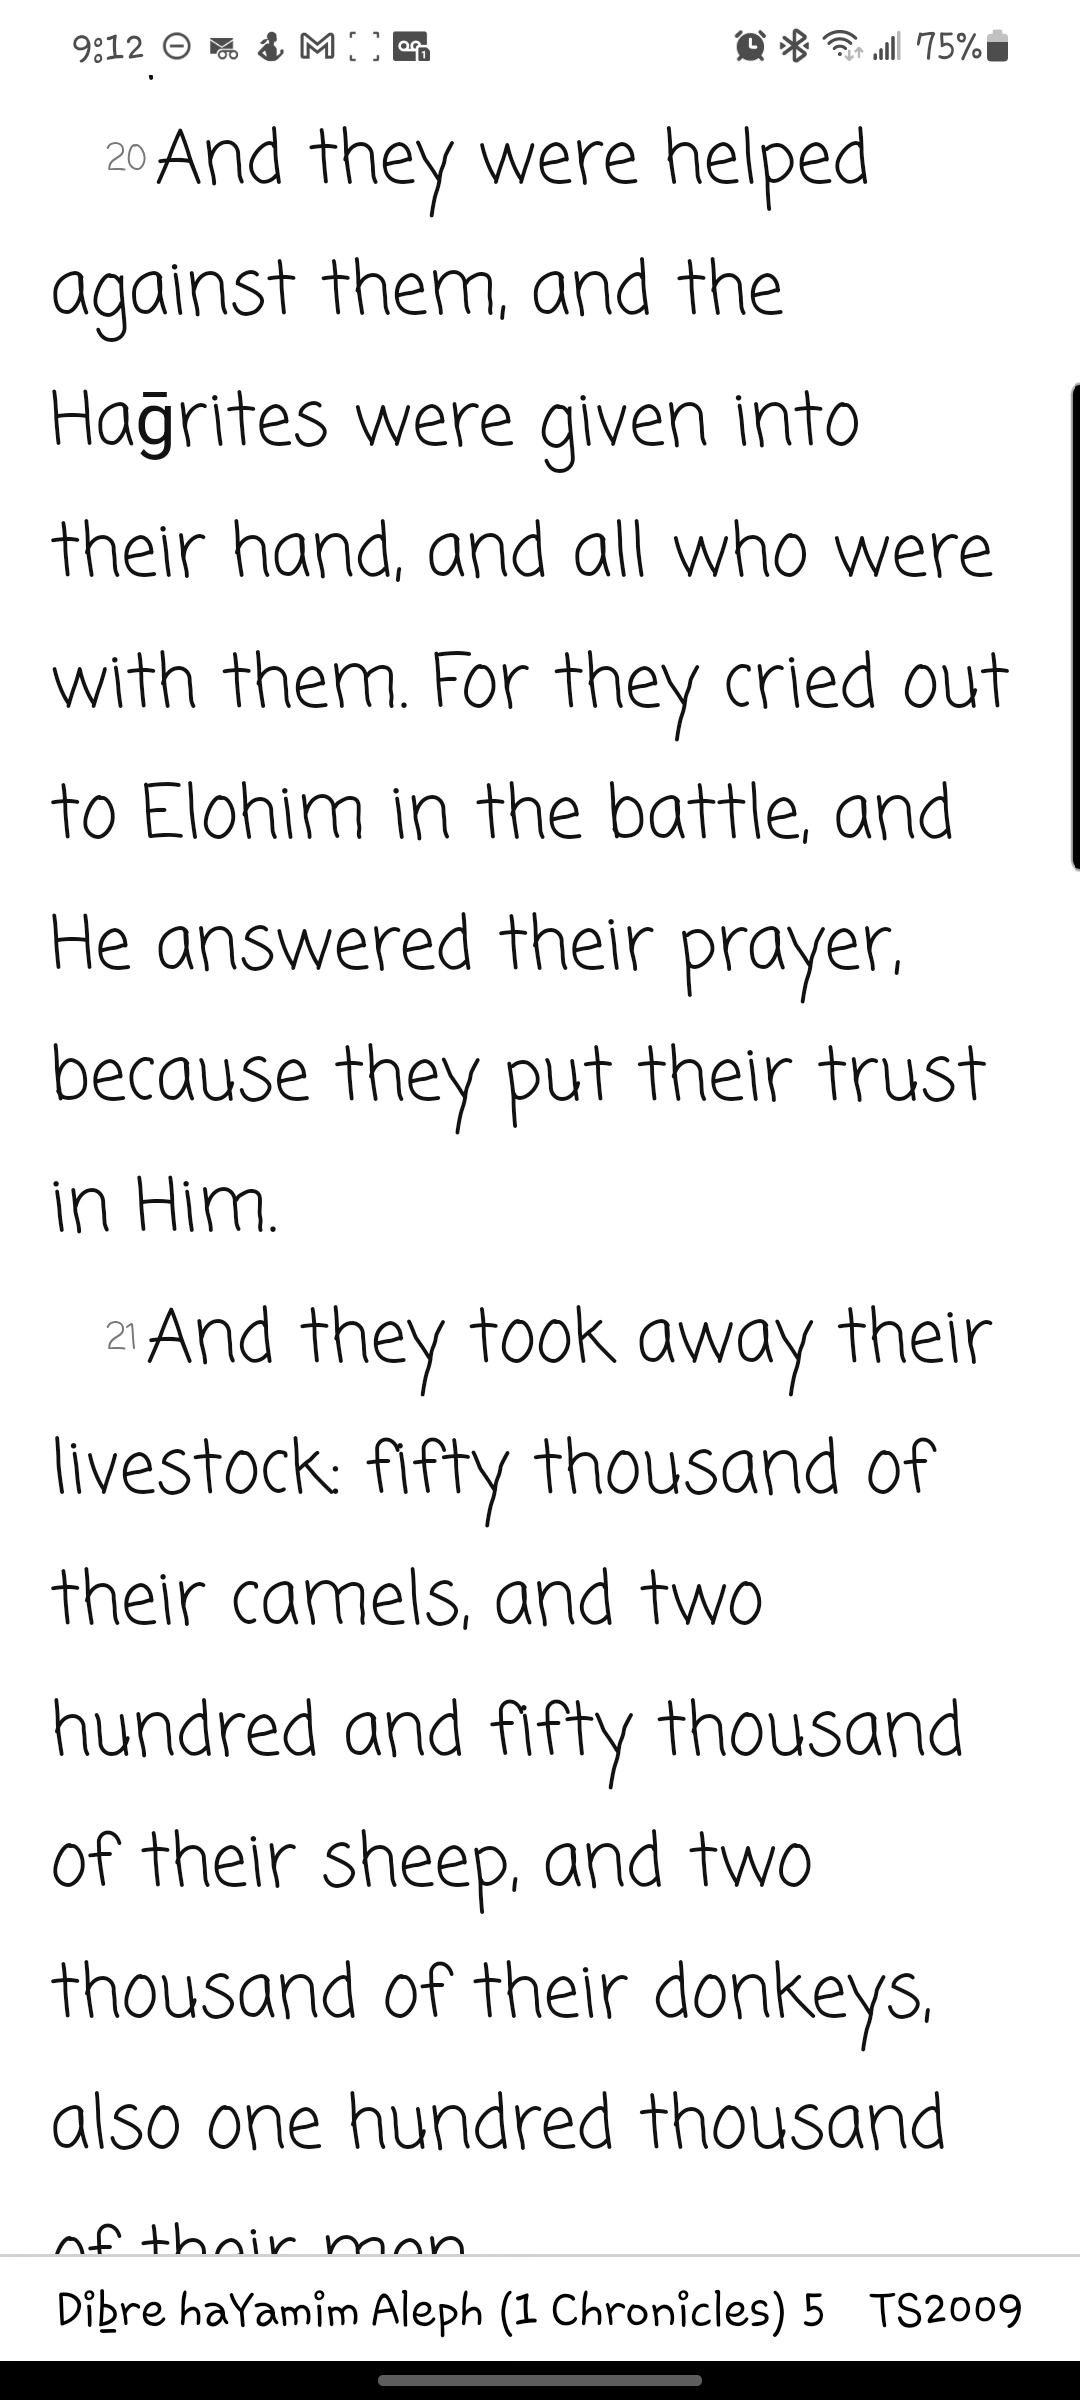 9:12 75%
20 And they were helped
against them, and the
Haḡrites were given into
their hand, and all who were
with them. For they cried out
to Elohim in the battle, and
He answered their prayer,
because they put their trust
in Him.
21 And they took away their
livestock: fifty thousand of
their camels, and two
hundred and fifty thousand
of their sheep, and two
thousand of their donkeys,
also one hundred thousand
of their men
Diḇre haYamim Aleph (1 Chronicles) 5 TS2009